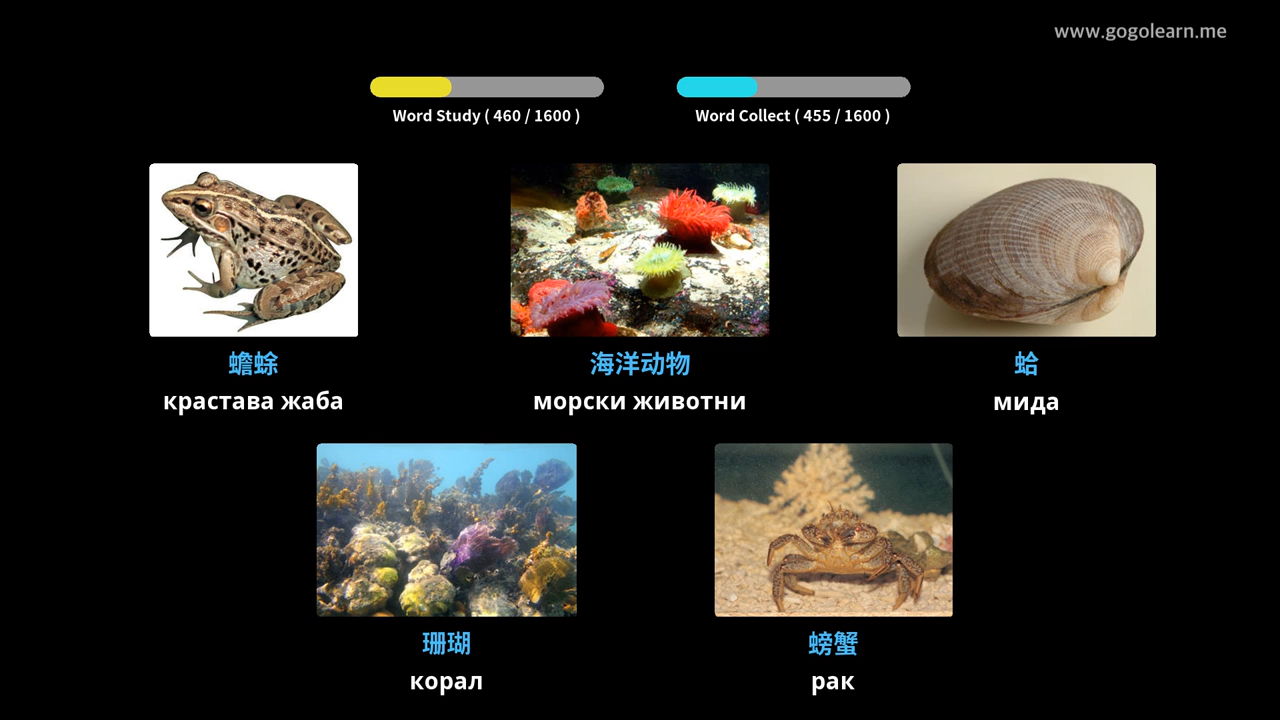 www.gogolearn.me
Word Study ( 460 / 1600 )
Word Collect ( 455 / 1600 )
蟾蜍
крастава жаба
海洋动物
морски животни
蛤
мида
珊瑚
корал
螃蟹
рак